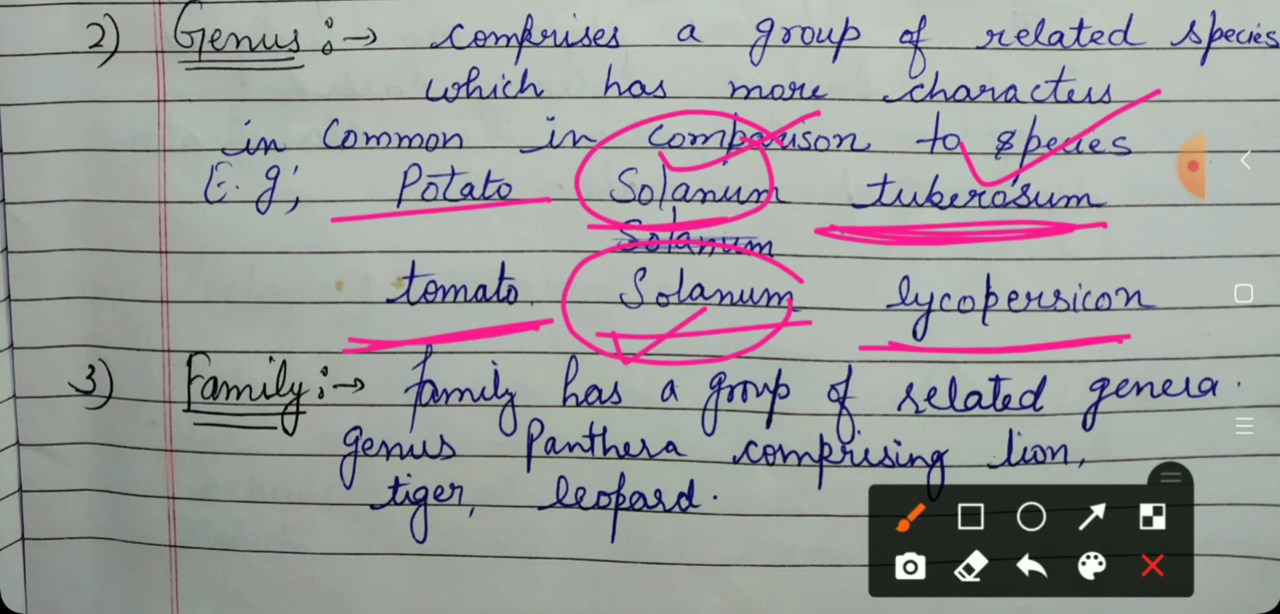 2) Genus :→ comprises a group of related species
which has more characters
in common in comparison to species
E.g; Potato Solanum tuberosum
Solanum
tomato Solanum lycopersicon
3) Family :→ family has a group of related genera.
genus Panthera comprising lion,
tiger, leopard.